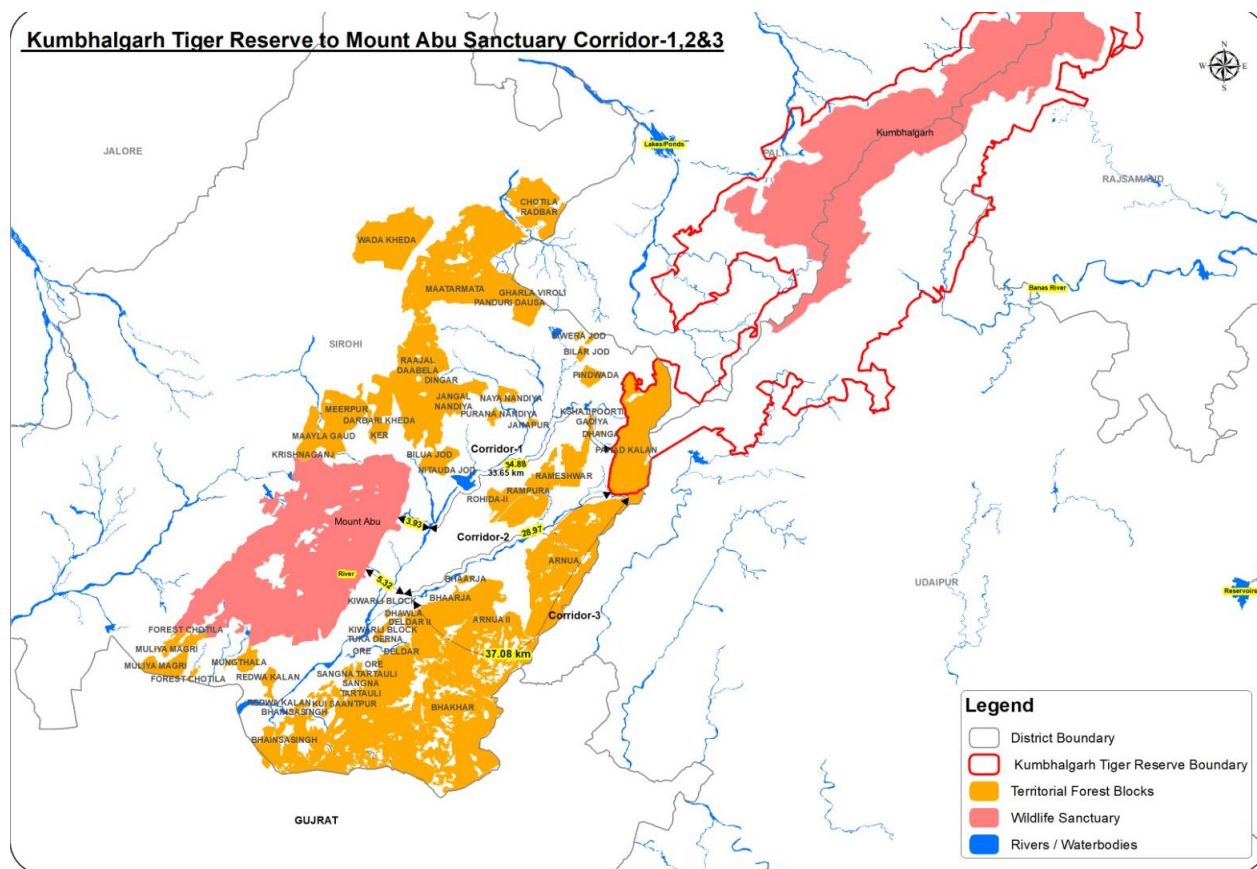 Kumbhalgarh Tiger Reserve to Mount Abu Sanctuary Corridor-1,2&3
N
W
E
S
Kumbhalgarh
Lakes/Ponds
PALI
JALORE
RAJSAMAND
CHOTILA
RADBAR
WADA KHEDA
MAATARMATA
GHARLA VIROLI
PANDURI DAUSA
Banas River
SIROHI
BILAR JOD
RAAJAL
DAABELA
DINGAR
PINDWADA
JANGAL
NANDIYA
NAYA NANDIYA
PURANA NANDIYA
JANAPUR
MEERPUR
DARBARI KHEDA
KER
MAAYLA GAUD
KRISHNAGANJ
GADIYA
DHANGA
Corridor-1
BILUA JOD
NITAUDA JOD
33.65 km
RAMESHWAR
RAMPURA
ROHIDA-II
Mount Abu
3.93
Corridor-2
28.97
ARNUA
River
5.32
BHAARJA
KIWARLI BLOCK
BHAARJA
DHAWLA
DELDAR II
ARNUA II
Corridor-3
KIWARLI BLOCK
TUKA DERNA
ORE
DELDAR
37.08 km
FOREST CHOTILA
MULIYA MAGRI
MULIYA MAGRI
MUNGTHALA
FOREST CHOTILA
REDWA KALAN
ORE
SANGNA TARTAULI
SANGNA
TARTAULI
REDWA KALAN
KUI SAANTPUR
BHAINSASINGH
BHAKHAR
BHAINSASINGH
UDAIPUR
Reservoirs
GUJRAT
Legend
District Boundary
Kumbhalgarh Tiger Reserve Boundary
Territorial Forest Blocks
Wildlife Sanctuary
Rivers / Waterbodies